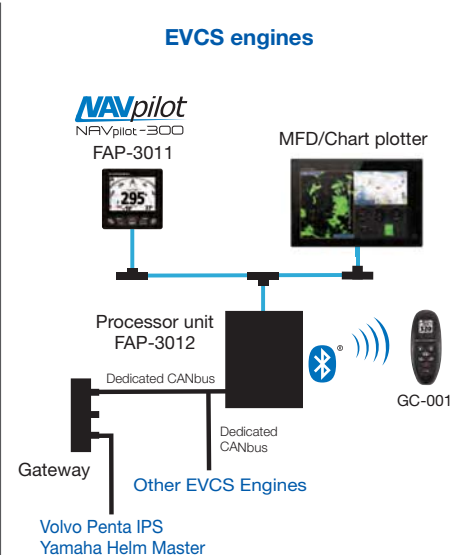 EVCS engines
NAVpilot
NAVpilot-300
FAP-3011
MFD/Chart plotter
295°
Processor unit
FAP-3012
Dedicated CANbus
GC-001
Dedicated
CANbus
Gateway
Other EVCS Engines
Volvo Penta IPS
Yamaha Helm Master